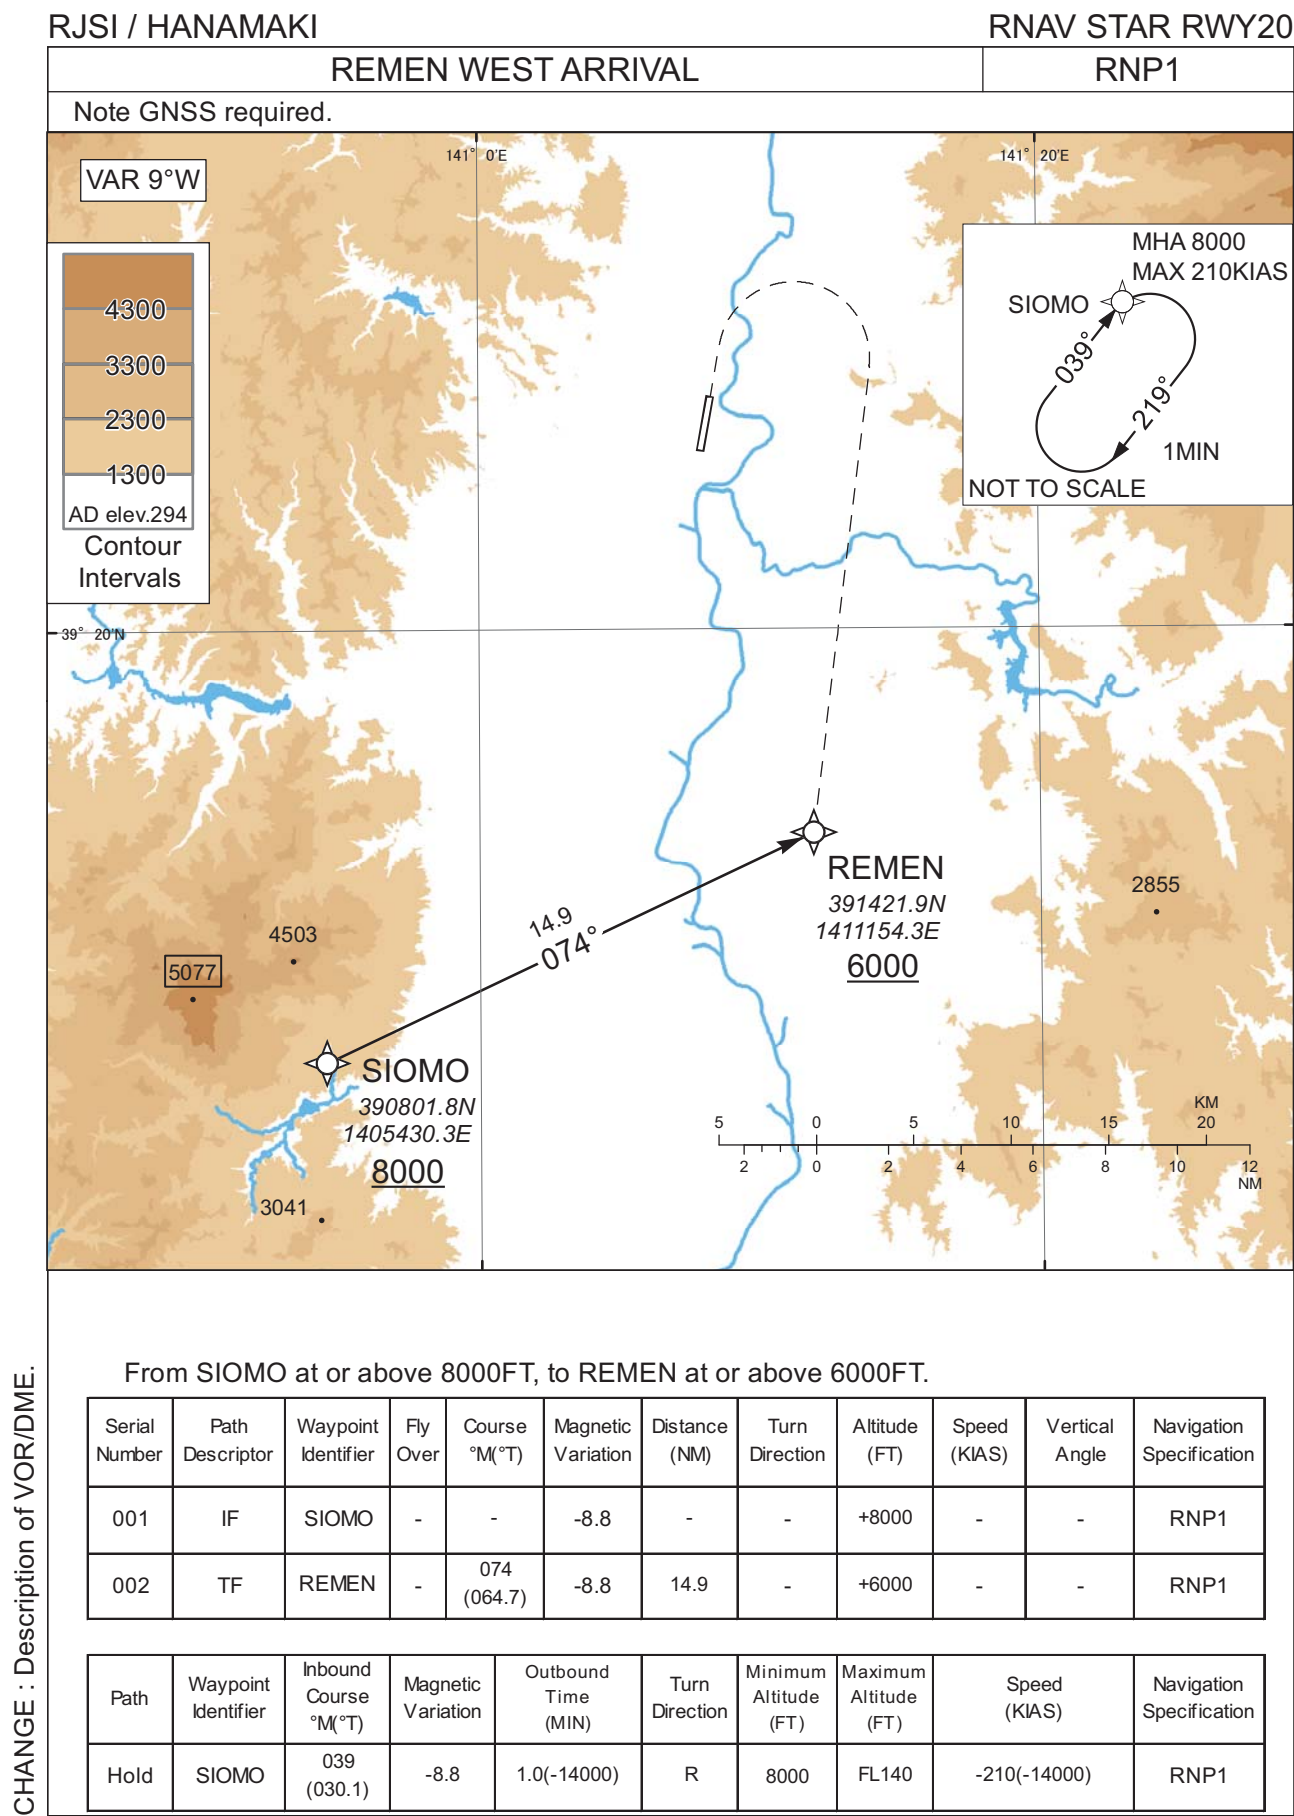 RJSI / HANAMAKI
RNAV STAR RWY20
REMEN WEST ARRIVAL
RNP1
Note GNSS required.
141° 0'E
141° 20'E
VAR 9°W
4300
3300
2300
1300
AD elev.294
Contour
Intervals
MHA 8000
MAX 210KIAS
SIOMO
039°
219°
1MIN
NOT TO SCALE
39° 20'N
REMEN
391421.9N
1411154.3E
6000
2855
14.9
074°
4503
5077
SIOMO
390801.8N
1405430.3E
8000
3041
KM
5 0 5 10 15 20
2 0 2 4 6 8 10 12
NM
From SIOMO at or above 8000FT, to REMEN at or above 6000FT.
Serial Number Path Descriptor Waypoint Identifier Fly Over Course °M(°T) Magnetic Variation Distance (NM) Turn Direction Altitude (FT) Speed (KIAS) Vertical Angle Navigation Specification
001 IF SIOMO - - -8.8 - - +8000 - - RNP1
002 TF REMEN - 074 (064.7) -8.8 14.9 - +6000 - - RNP1
Path Waypoint Identifier Inbound Course °M(°T) Magnetic Variation Outbound Time (MIN) Turn Direction Minimum Altitude (FT) Maximum Altitude (FT) Speed (KIAS) Navigation Specification
Hold SIOMO 039 (030.1) -8.8 1.0(-14000) R 8000 FL140 -210(-14000) RNP1
CHANGE : Description of VOR/DME.